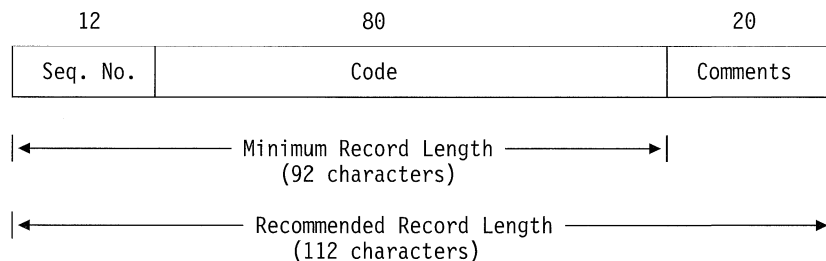 12 80 20
Seq. No. Code Comments
Minimum Record Length
(92 characters)
Recommended Record Length
(112 characters)